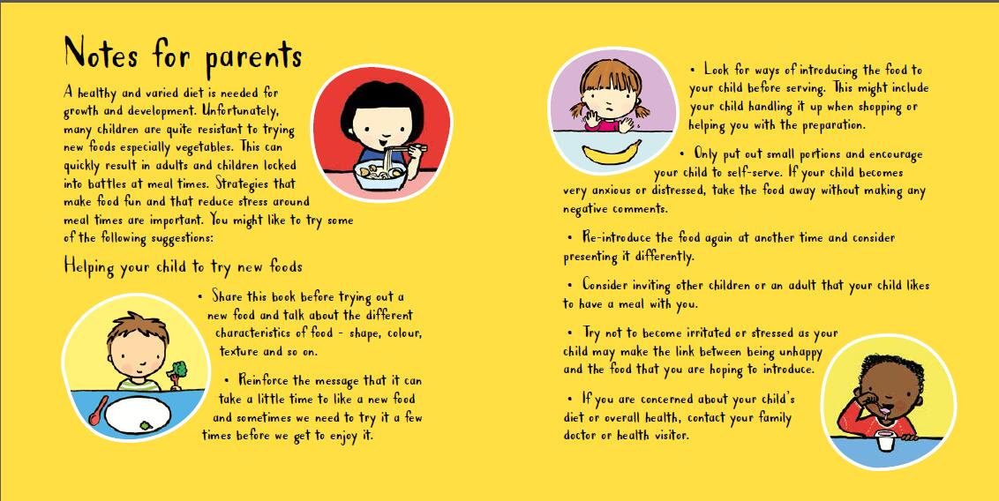 Notes for parents
A healthy and varied diet is needed for
growth and development. Unfortunately,
many children are quite resistant to trying
new foods especially vegetables. This can
quickly result in adults and children locked
into battles at meal times. Strategies that
make food fun and that reduce stress around
meal times are important. You might like to try some
of the following suggestions:
Helping your child to try new foods
• Share this book before trying out a
new food and talk about the different
characteristics of food - shape, colour,
texture and so on.
• Reinforce the message that it can
take a little time to like a new food
and sometimes we need to try it a few
times before we get to enjoy it.
• Look for ways of introducing the food to
your child before serving. This might include
your child handling it up when shopping or
helping you with the preparation.
• Only put out small portions and encourage
your child to self-serve. If your child becomes
very anxious or distressed, take the food away without making any
negative comments.
• Re-introduce the food again at another time and consider
presenting it differently.
• Consider inviting other children or an adult that your child likes
to have a meal with you.
• Try not to become irritated or stressed as your
child may make the link between being unhappy
and the food that you are hoping to introduce.
• If you are concerned about your child's
diet or overall health, contact your family
doctor or health visitor.